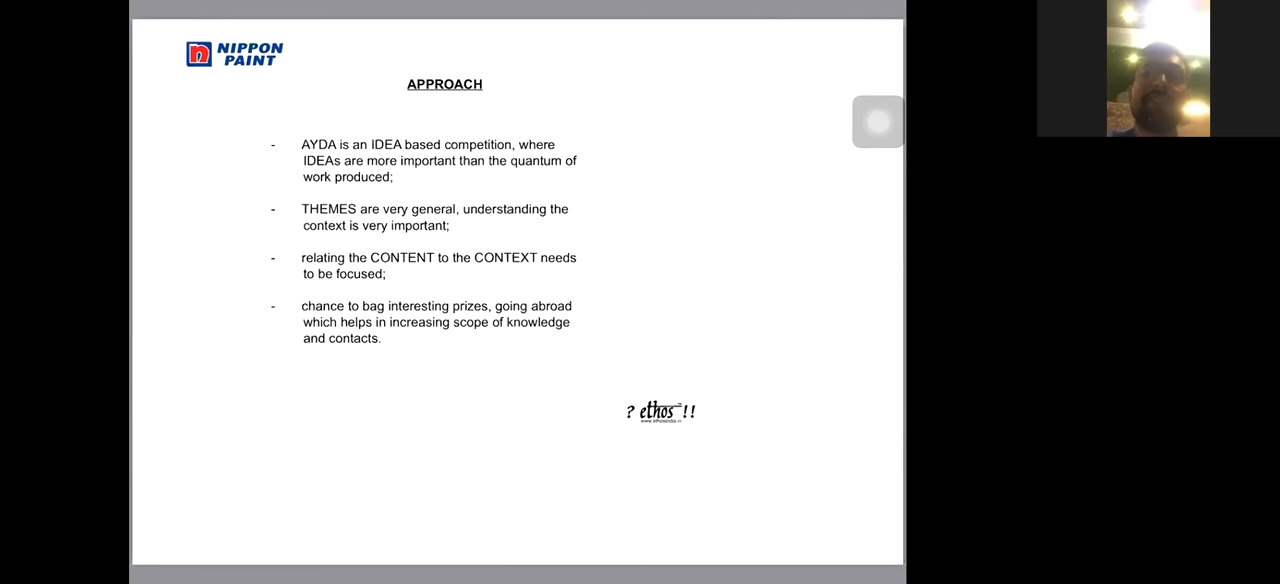 NIPPON
PAINT
APPROACH
- AYDA is an IDEA based competition, where
IDEAs are more important than the quantum of
work produced;
- THEMES are very general, understanding the
context is very important;
- relating the CONTENT to the CONTEXT needs
to be focused;
- chance to bag interesting prizes, going abroad
which helps in increasing scope of knowledge
and contacts.
? ethos !!
www.ethosindia.in